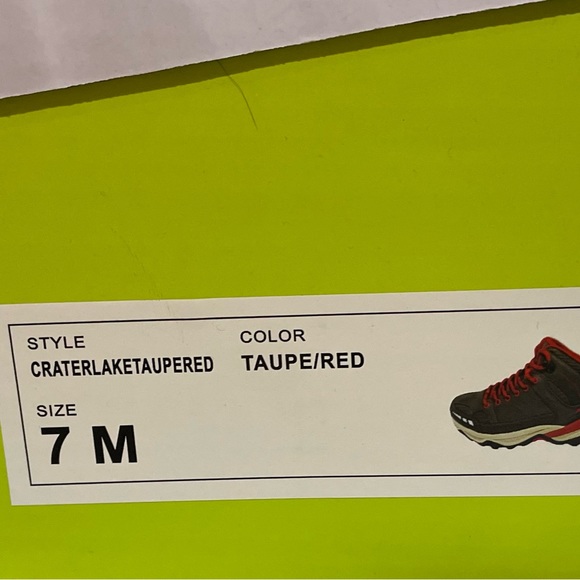 STYLE COLOR
CRATERLAKETAUPERED TAUPE/RED
SIZE
7 M